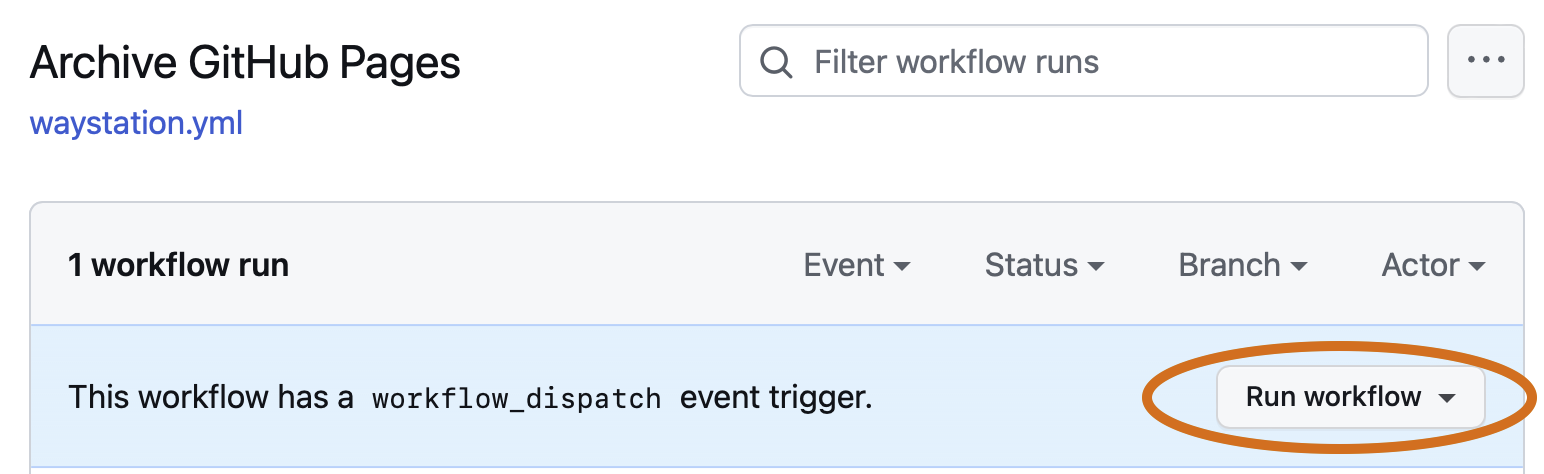 Archive GitHub Pages
Filter workflow runs
waystation.yml
1 workflow run Event Status Branch Actor
This workflow has a workflow_dispatch event trigger. Run workflow